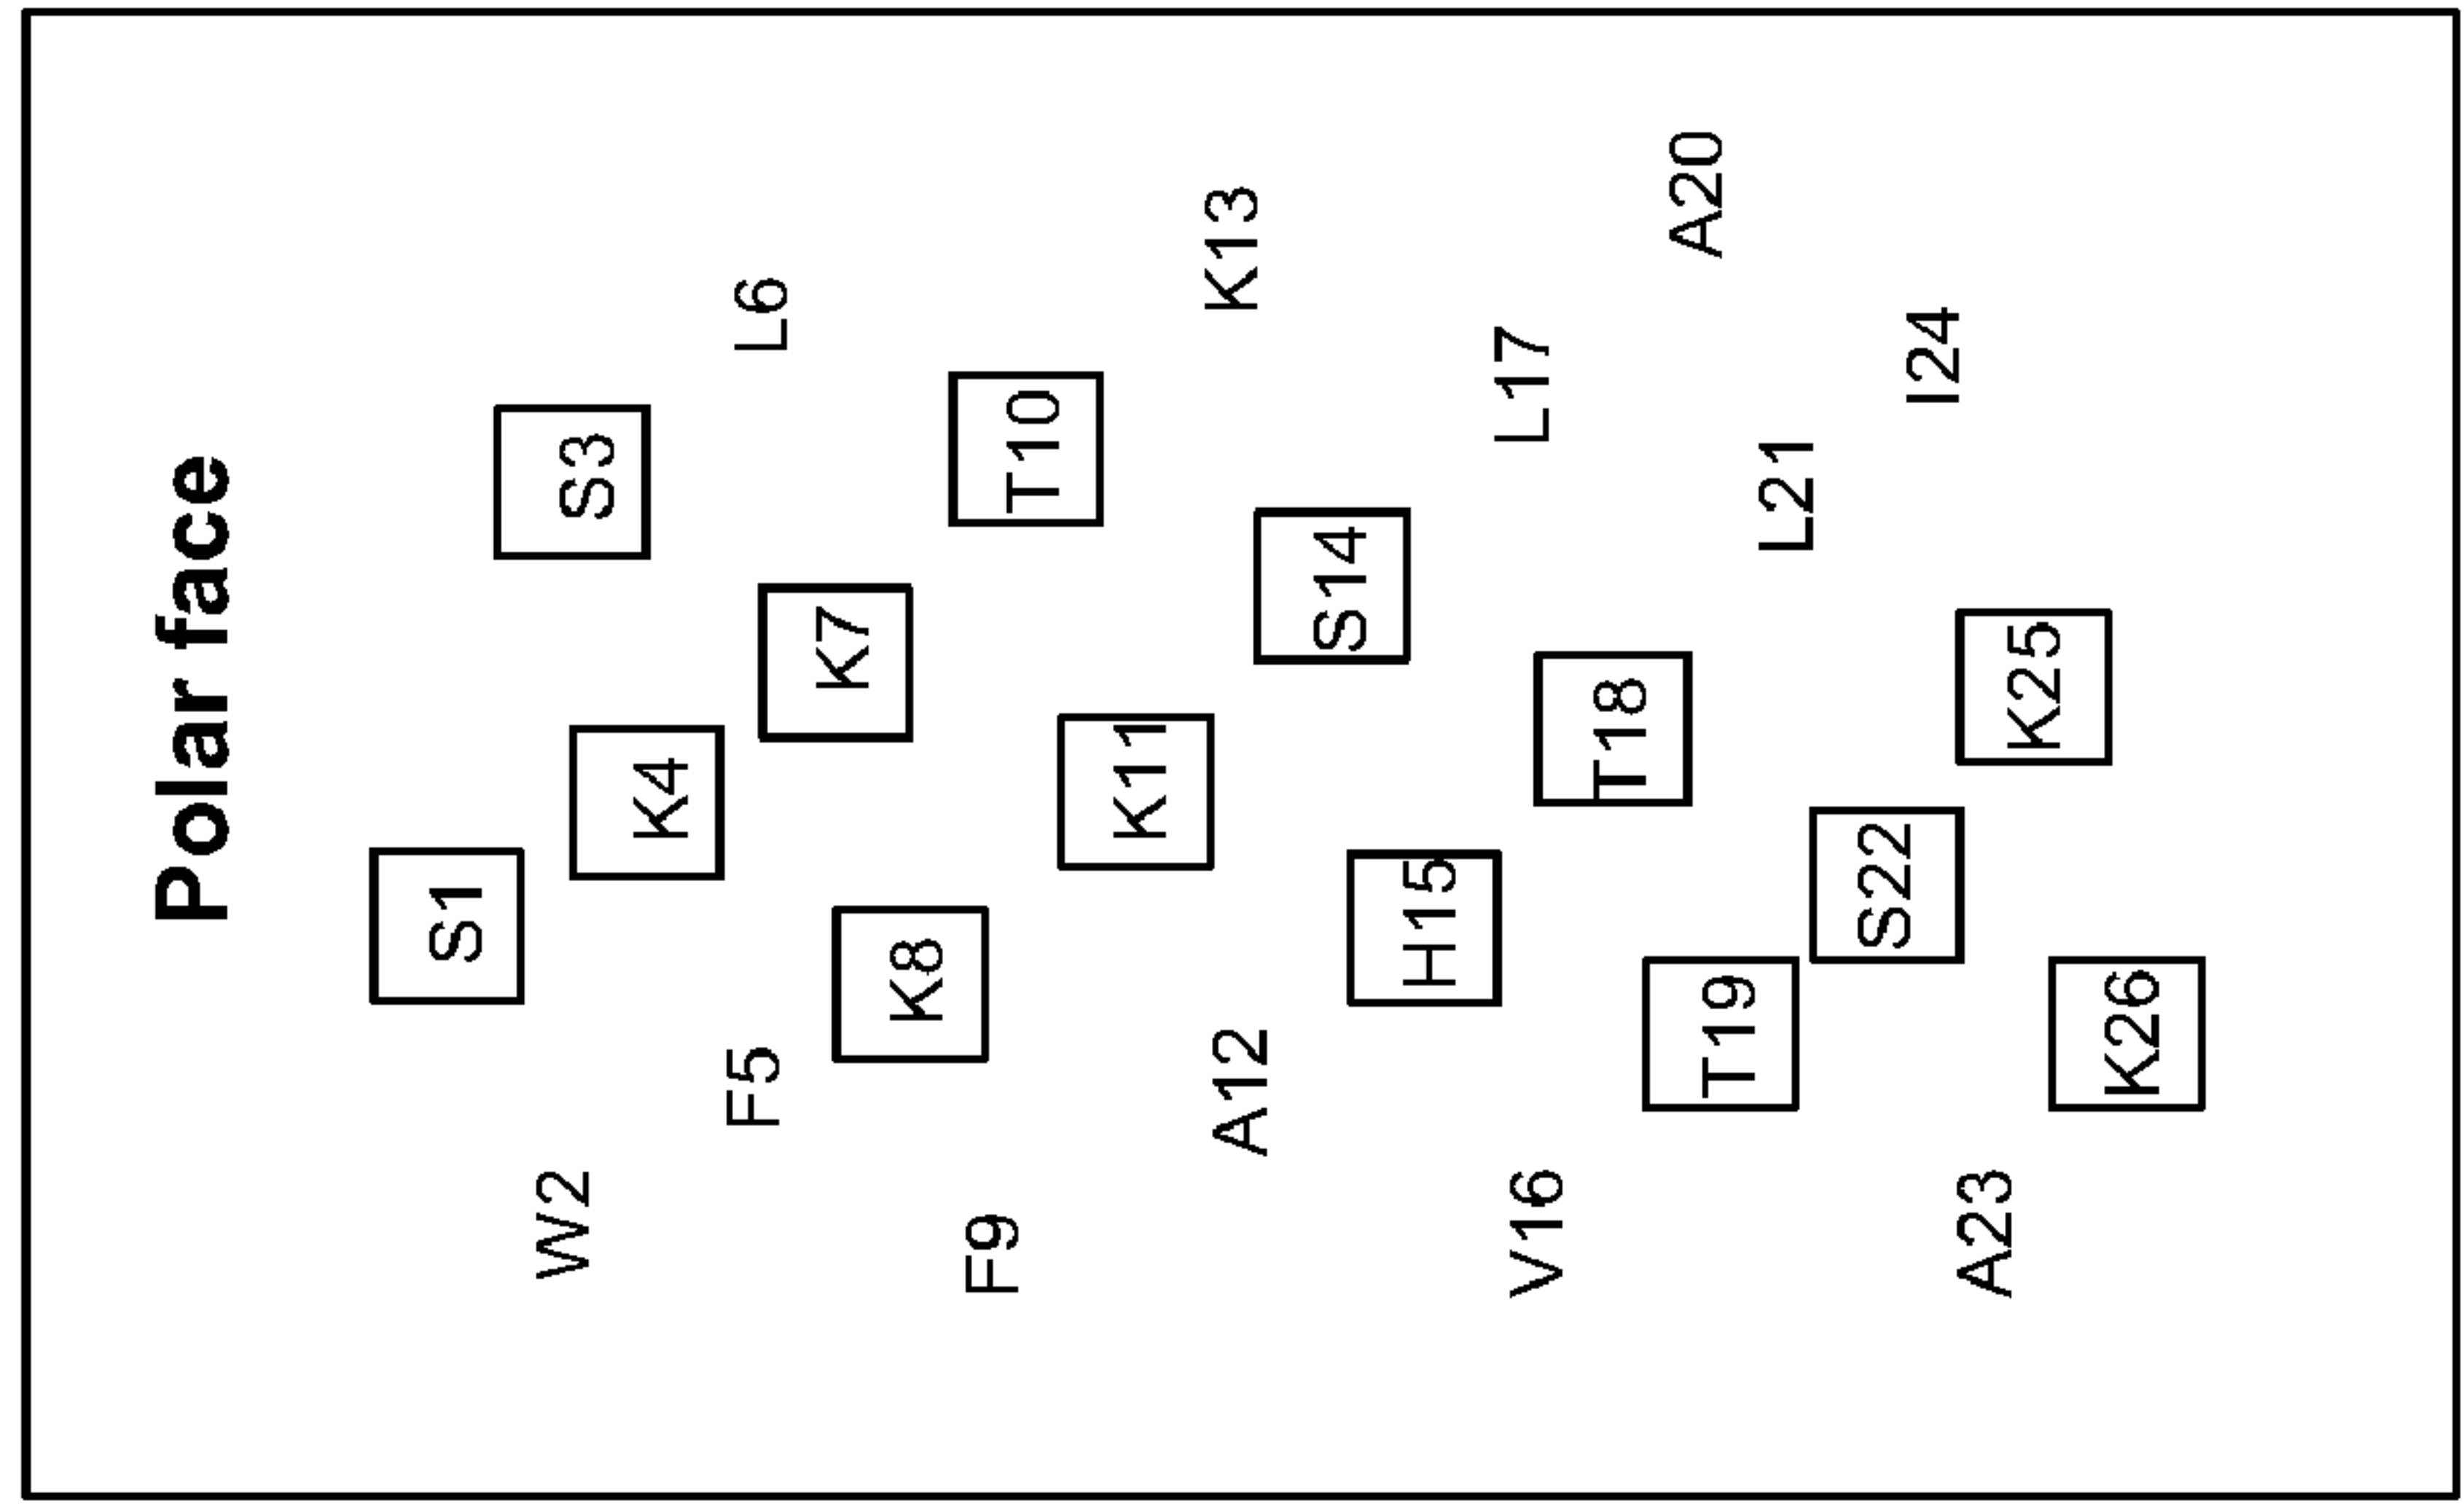 Polar face
S1
S3
W2
K4
F5
L6
K7
K8
F9
T10
K11
A12
K13
S14
H15
V16
L17
T18
T19
A20
L21
S22
A23
I24
K25
K26